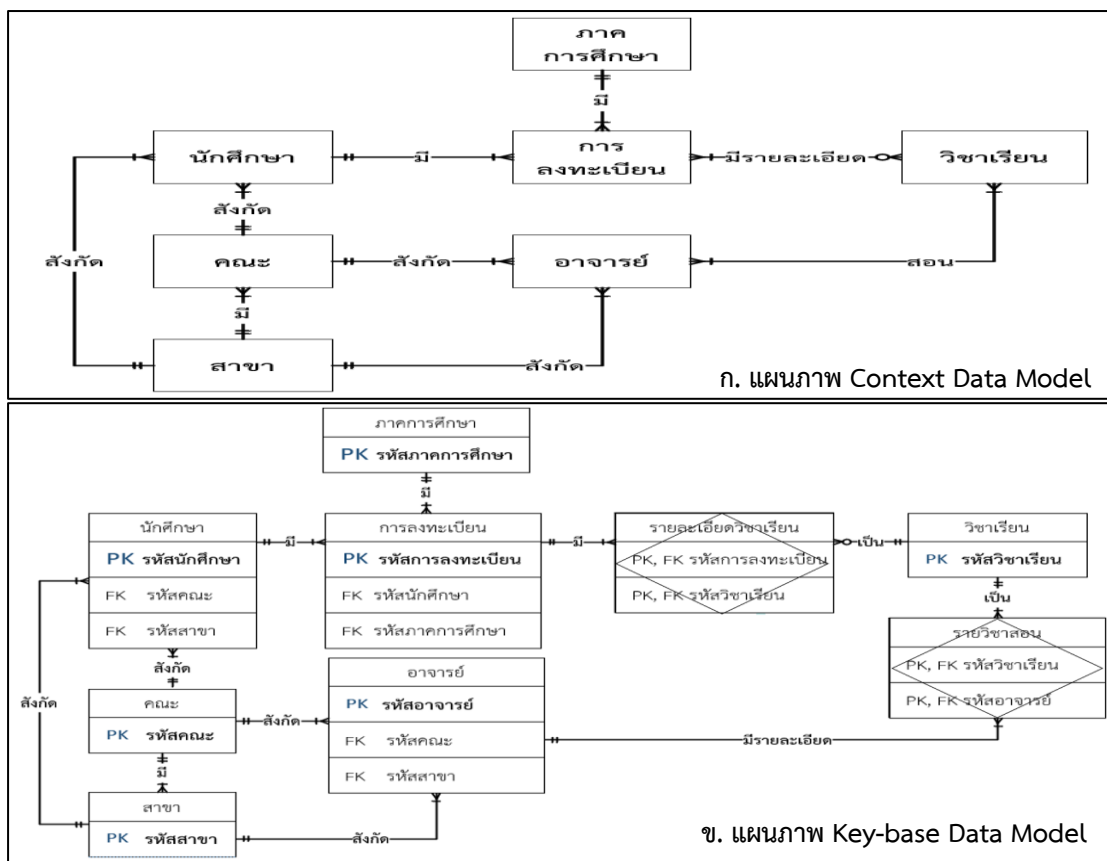 ภาค
การศึกษา
มี
นักศึกษา
มี
การ
ลงทะเบียน
มีรายละเอียด
วิชาเรียน
สังกัด
สังกัด
คณะ
สังกัด
อาจารย์
สอน
มี
สาขา
สังกัด
ก. แผนภาพ Context Data Model
ภาคการศึกษา
PK รหัสภาคการศึกษา
มี
นักศึกษา
PK รหัสนักศึกษา
FK รหัสคณะ
FK รหัสสาขา
มี
การลงทะเบียน
PK รหัสการลงทะเบียน
FK รหัสนักศึกษา
FK รหัสภาคการศึกษา
มี
รายละเอียดวิชาเรียน
PK, FK รหัสการลงทะเบียน
PK, FK รหัสวิชาเรียน
เป็น
วิชาเรียน
PK รหัสวิชาเรียน
เป็น
รายวิชาสอน
PK, FK รหัสวิชาเรียน
PK, FK รหัสอาจารย์
สังกัด
สังกัด
คณะ
PK รหัสคณะ
สังกัด
อาจารย์
PK รหัสอาจารย์
FK รหัสคณะ
FK รหัสสาขา
มีรายละเอียด
มี
สาขา
PK รหัสสาขา
สังกัด
ข. แผนภาพ Key-base Data Model